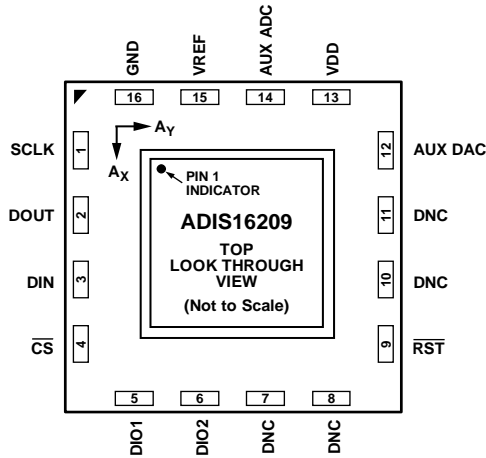 GND
VREF
AUX ADC
VDD
16
15
14
13
SCLK
1
AY
AX
12
AUX DAC
PIN 1
INDICATOR
DOUT
2
ADIS16209
11
DNC
TOP
LOOK THROUGH
VIEW
DIN
3
10
DNC
(Not to Scale)
CS
4
9
RST
5
6
7
8
DIO1
DIO2
DNC
DNC